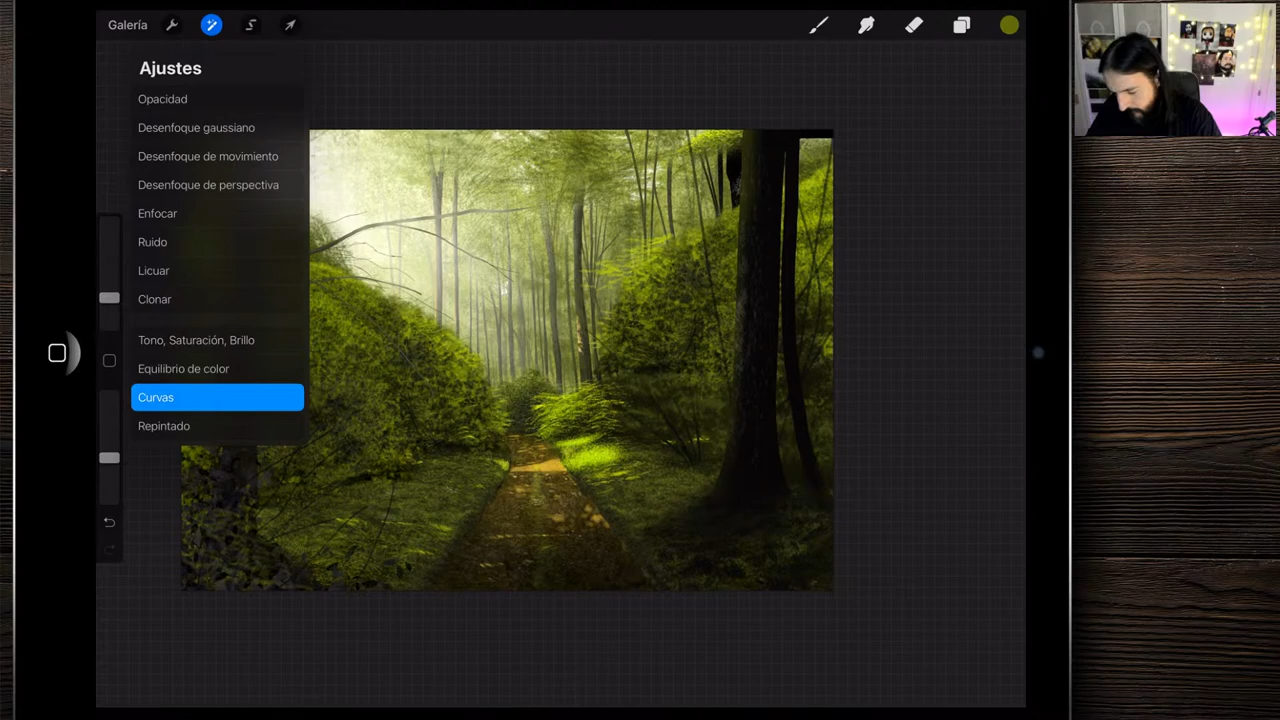 Galería
Ajustes
Opacidad
Desenfoque gaussiano
Desenfoque de movimiento
Desenfoque de perspectiva
Enfocar
Ruido
Licuar
Clonar
Tono, Saturación, Brillo
Equilibrio de color
Curvas
Repintado